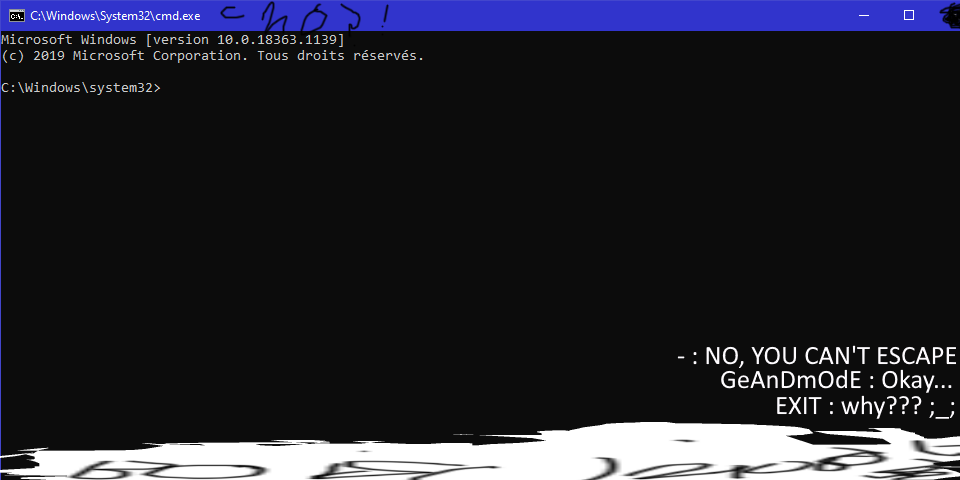 C:\Windows\System32\cmd.exe
Microsoft Windows [version 10.0.18363.1139]
(c) 2019 Microsoft Corporation. Tous droits réservés.
C:\Windows\system32>
- : NO, YOU CAN'T ESCAPE
GeAnDmOdE : Okay...
EXIT : why??? ;_;